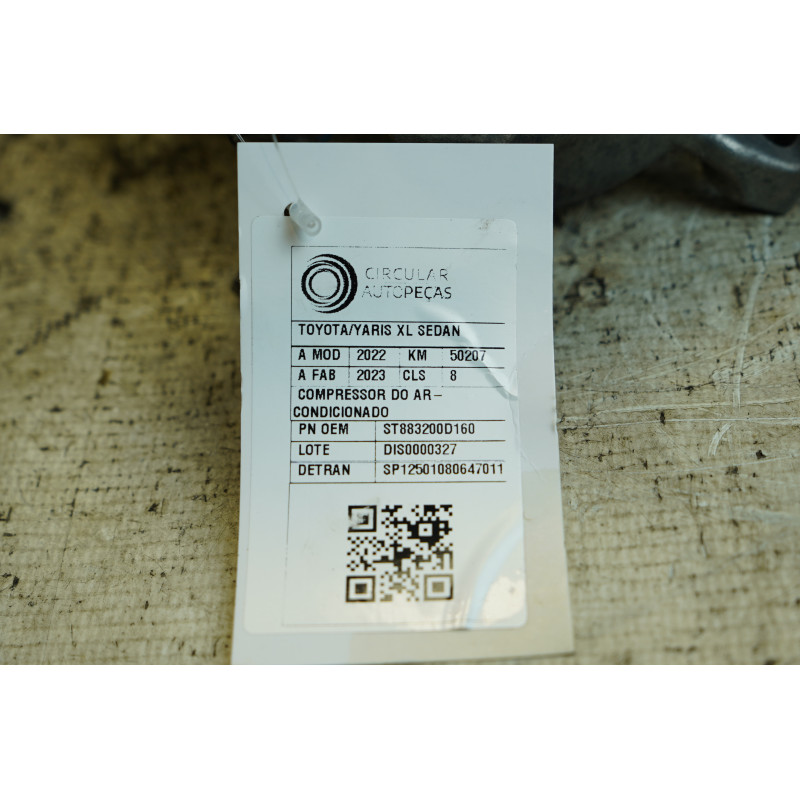 CIRCULAR
AUTOPEÇAS
TOYOTA/YARIS XL SEDAN
A MOD 2022 KM 50207
A FAB 2023 CLS 8
COMPRESSOR DO AR-
CONDICIONADO
PN OEM ST883200D160
LOTE DIS0000327
DETRAN SP12501080647011